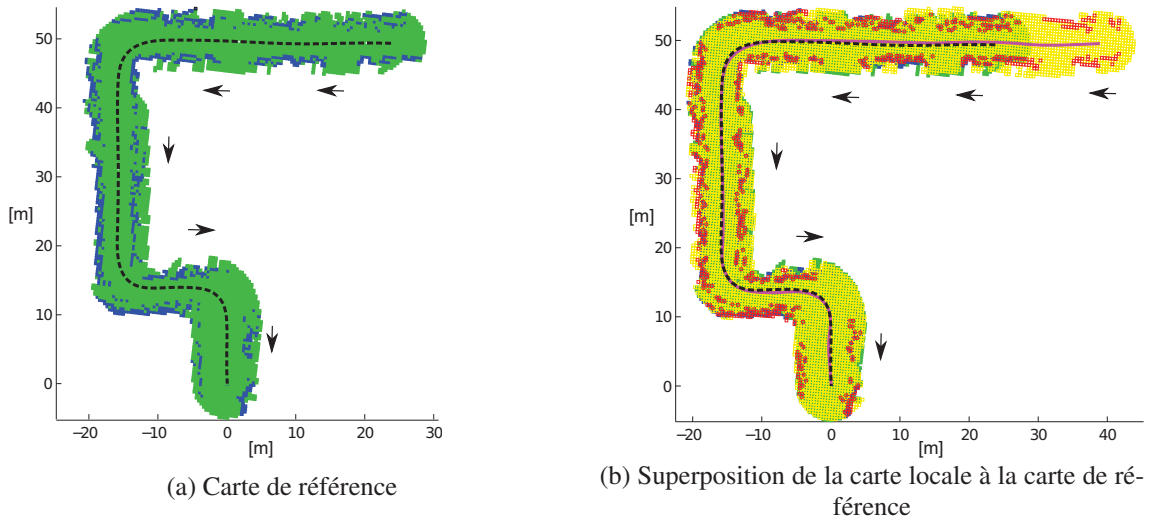 50
40
30
20
10
0
[m]
−20 −10 0 10 20 30
[m]
(a) Carte de référence
50
40
30
20
10
0
[m]
−20 −10 0 10 20 30 40
[m]
(b) Superposition de la carte locale à la carte de ré-
férence